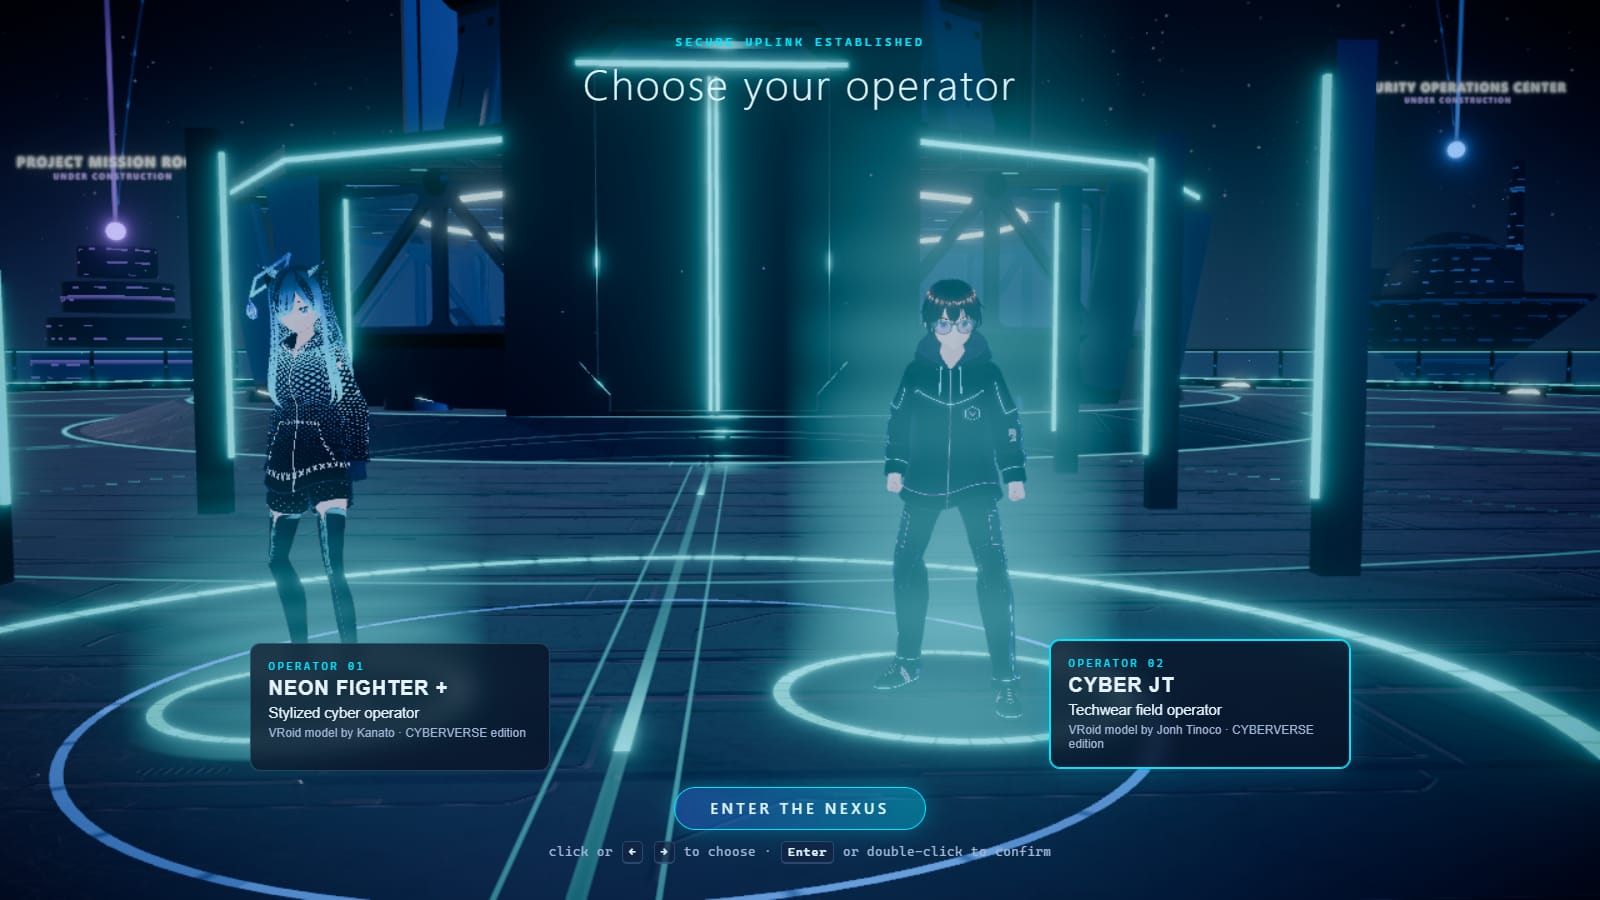 SECURE UPLINK ESTABLISHED
Choose your operator
URITY OPERATIONS CENTER
UNDER CONSTRUCTION
PROJECT MISSION ROO
UNDER CONSTRUCTION
OPERATOR 01
NEON FIGHTER +
Stylized cyber operator
VRoid model by Kanato · CYBERVERSE edition
OPERATOR 02
CYBER JT
Techwear field operator
VRoid model by Jonh Tinoco · CYBERVERSE
edition
ENTER THE NEXUS
click or ← → to choose · Enter or double-click to confirm